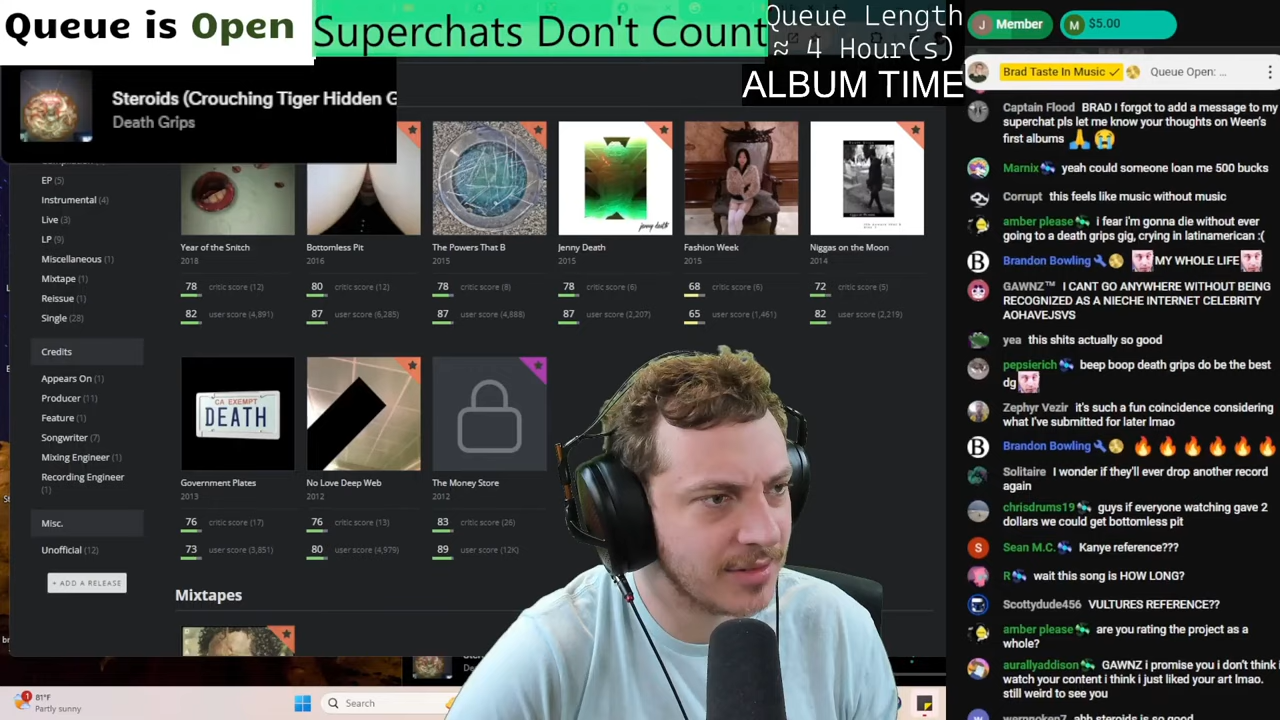 Queue is Open
Superchats Don't Count
Queue Length
≈ 4 Hour(s)
ALBUM TIME
Steroids (Crouching Tiger Hidden G
Death Grips
EP (5)
Instrumental (4)
Live (3)
LP (9)
Miscellaneous (1)
Mixtape (1)
Reissue (1)
Single (28)
Credits
Appears On (1)
Producer (11)
Feature (1)
Songwriter (7)
Mixing Engineer (1)
Recording Engineer
(1)
Misc.
Unofficial (12)
+ ADD A RELEASE
Year of the Snitch
2018
78 critic score (12)
82 user score (4,891)
Bottomless Pit
2016
80 critic score (13)
87 user score (6,285)
The Powers That B
2015
78 critic score (8)
87 user score (4,888)
jenny death
Jenny Death
2015
78 critic score (6)
87 user score (2,207)
Fashion Week
2015
68 critic score (6)
65 user score (1,461)
Niggas on the Moon
2014
72 critic score (5)
82 user score (2,219)
CA EXEMPT
DEATH
Government Plates
2013
76 critic score (17)
73 user score (3,851)
No Love Deep Web
2012
76 critic score (13)
80 user score (4,979)
The Money Store
2012
83 critic score (26)
89 user score (12K)
Mixtapes
81°F
Partly sunny
Search
J Member
M $5.00
Brad Taste In Music Queue Open: ...
Captain Flood BRAD I forgot to add a message to my
superchat pls let me know your thoughts on Ween's
first albums
Marnix yeah could someone loan me 500 bucks
Corrupt this feels like music without music
amber please i fear i'm gonna die without ever
going to a death grips gig, crying in latinamerican :(
Brandon Bowling MY WHOLE LIFE
GAWNZ I CANT GO ANYWHERE WITHOUT BEING
RECOGNIZED AS A NIECHE INTERNET CELEBRITY
AOHAVEJSVS
yea this shits actually so good
pepsierich beep boop death grips do be the best
dg
Zephyr Vezir it's such a fun coincidence considering
what I've submitted for later lmao
Brandon Bowling
Solitaire I wonder if they'll ever drop another record
again
chrisdrums19 guys if everyone watching gave 2
dollars we could get bottomless pit
S Sean M.C. Kanye reference???
R wait this song is HOW LONG?
Scottydude456 VULTURES REFERENCE??
amber please are you rating the project as a
whole?
aurallyaddison GAWNZ i promise you i don't think i
watch your content i think i just liked your art lmao.
still weird to see you
wernpoken7 ahh steroids is so good